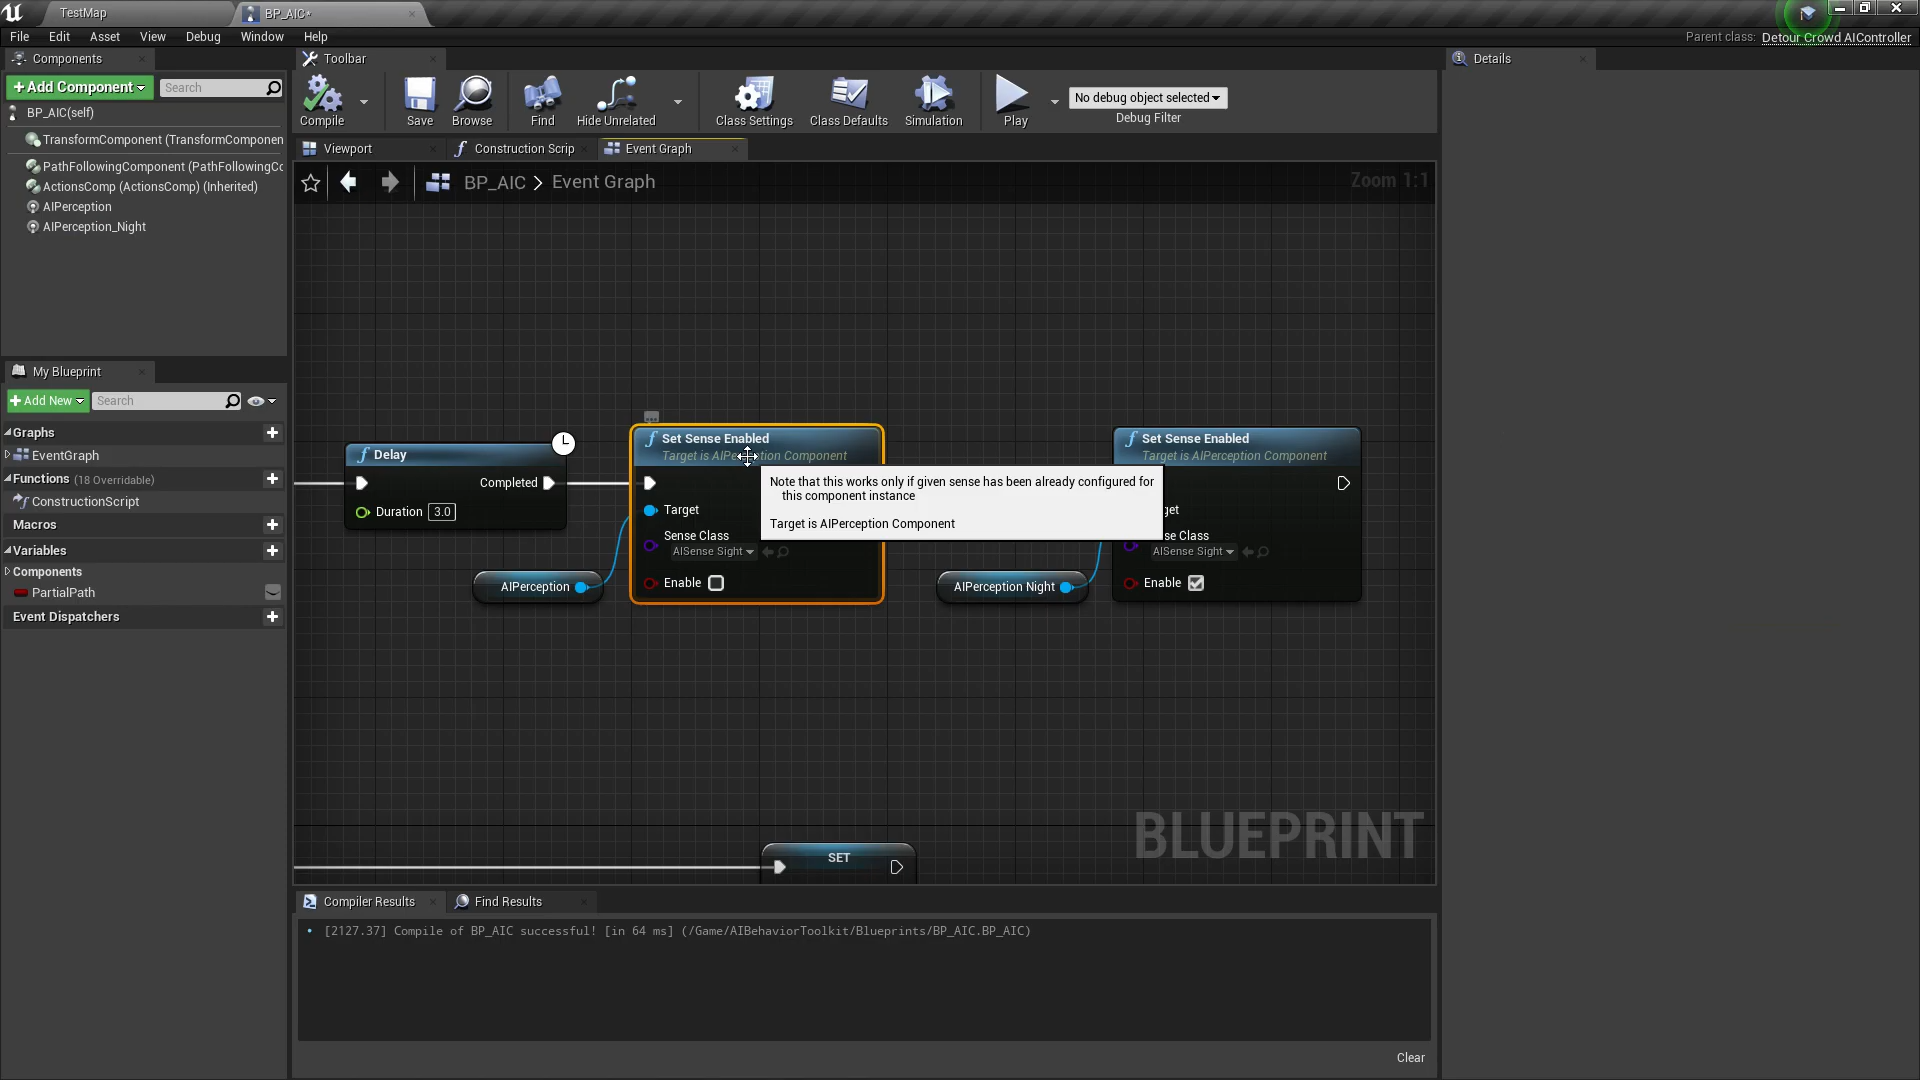 TestMap
BP_AIC*
File Edit Asset View Debug Window Help
Parent class: Detour Crowd AIController
Components
Add Component
Search
BP_AIC(self)
TransformComponent (TransformComponen
PathFollowingComponent (PathFollowingCc
ActionsComp (ActionsComp) (Inherited)
AIPerception
AIPerception_Night
My Blueprint
Add New
Search
Graphs
EventGraph
Functions (18 Overridable)
ConstructionScript
Macros
Variables
Components
PartialPath
Event Dispatchers
Toolbar
Compile
Save
Browse
Find
Hide Unrelated
Class Settings
Class Defaults
Simulation
Play
No debug object selected
Debug Filter
Viewport
Construction Scrip
Event Graph
BP_AIC > Event Graph
Zoom 1:1
Delay
Completed
Duration 3.0
AIPerception
Set Sense Enabled
Target is AIPerception Component
Target
Sense Class
AISense Sight
Enable
Note that this works only if given sense has been already configured for
this component instance
Target is AIPerception Component
AIPerception Night
Set Sense Enabled
Target is AIPerception Component
get
se Class
AISense Sight
Enable
SET
BLUEPRINT
Compiler Results
Find Results
[2127.37] Compile of BP_AIC successful! [in 64 ms] (/Game/AIBehaviorToolkit/Blueprints/BP_AIC.BP_AIC)
Clear
Details